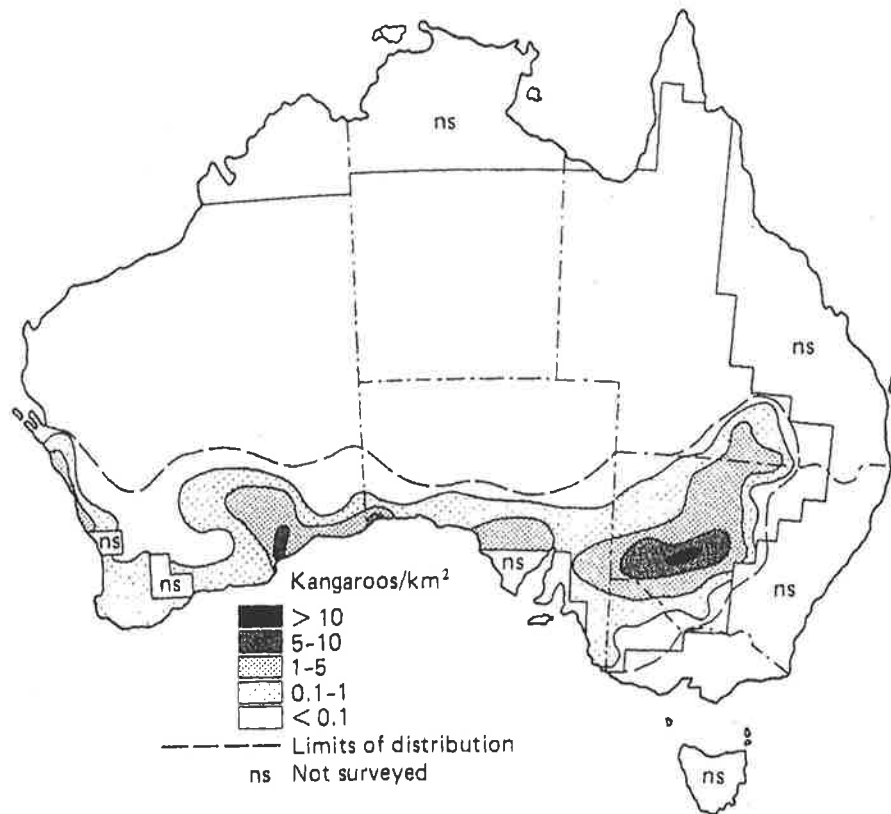 ns
ns
ns
ns
ns
ns
Kangaroos/km²
> 10
5-10
1-5
0.1-1
< 0.1
Limits of distribution
ns Not surveyed
ns